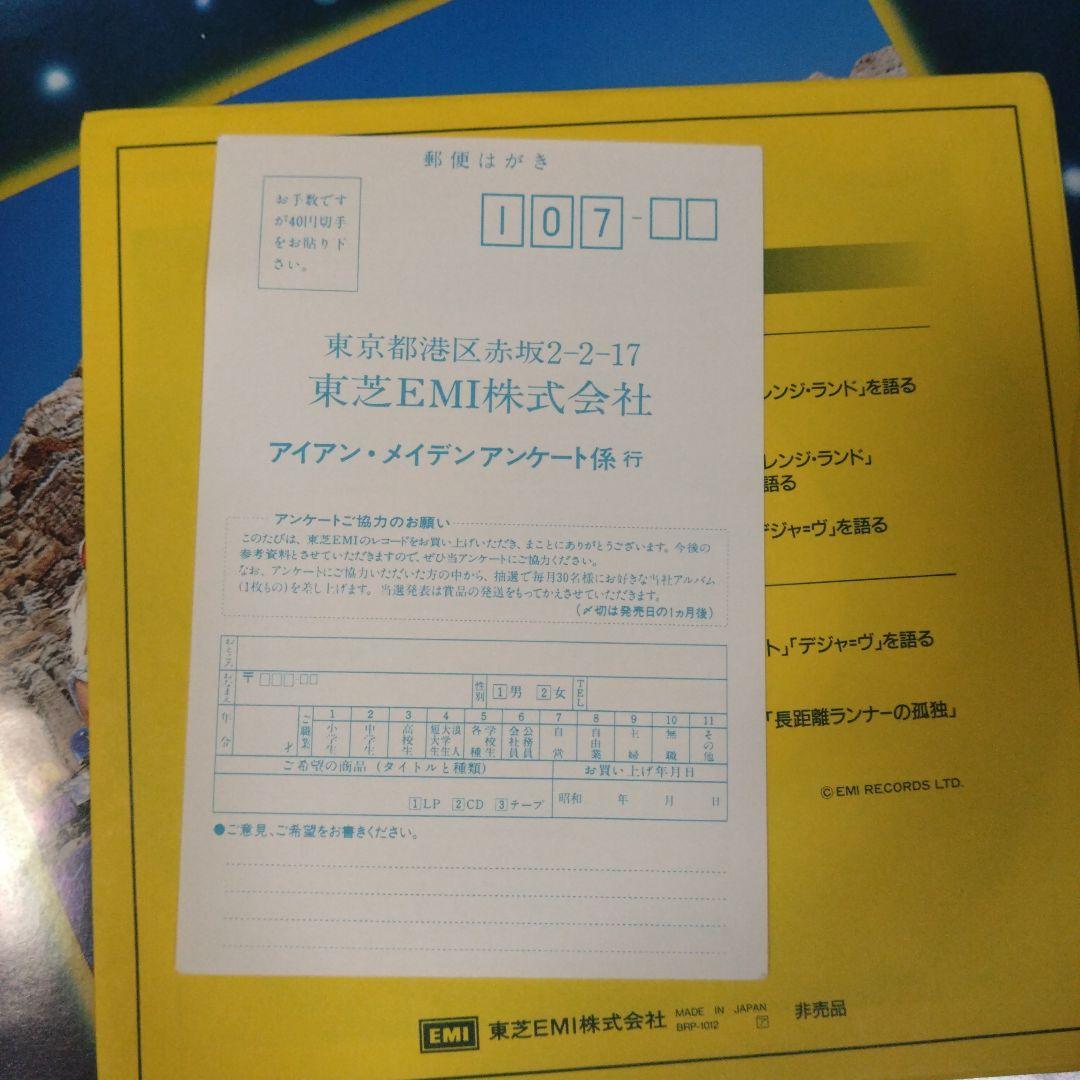 郵便はがき
お手数です
が40円切手
をお貼り下
さい。
107-
東京都港区赤坂2-2-17
東芝EMI株式会社
アイアン・メイデンアンケート係 行
アンケートご協力のお願い
このたびは、東芝EMIのレコードをお買い上げいただき、まことにありがとうございます。今後の
参考資料とさせていただきますので、ぜひ当アンケートにご協力ください。
なお、アンケートにご協力いただいた方の中から、抽選で毎月30名様にお好きな当社アルバム
(1枚もの)を差し上げます。当選発表は賞品の発送をもってかえさせていただきます。
(〆切は発売日の1ヵ月後)
おところ
おなまえ
〒
性別
1 男 2 女
TEL
年令
才
ご職業
1 小学生
2 中学生
3 高校生
4 短大生 大学生 浪人
5 各種学校生
6 会社員 公務員
7 自営
8 自由業
9 主婦
10 無職
11 その他
ご希望の商品(タイトルと種類)
お買い上げ年月日
1 LP 2 CD 3 テープ
昭和 年 月 日
●ご意見、ご希望をお書きください。
レンジ・ランド」を語る
レンジ・ランド」
語る
デジャ=ヴ」を語る
ト」「デジャ=ヴ」を語る
「長距離ランナーの孤独」
©EMI RECORDS LTD.
EMI 東芝EMI株式会社 MADE IN JAPAN 非売品
BRP-1012 ア